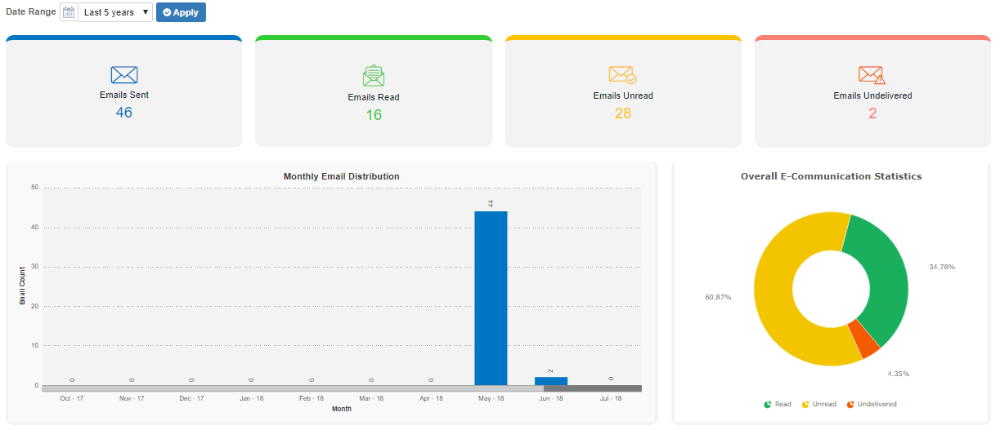 Date Range Last 5 years Apply
Emails Sent
46
Emails Read
16
Emails Unread
28
Emails Undelivered
2
Monthly Email Distribution
50
40
30
20
10
0
Email Count
0 0 0 0 0 0 0 44 2 0
Oct - 17 Nov - 17 Dec - 17 Jan - 18 Feb - 18 Mar - 18 Apr - 18 May - 18 Jun - 18 Jul - 18
Month
Overall E-Communication Statistics
34.78%
60.87%
4.35%
Read Unread Undelivered